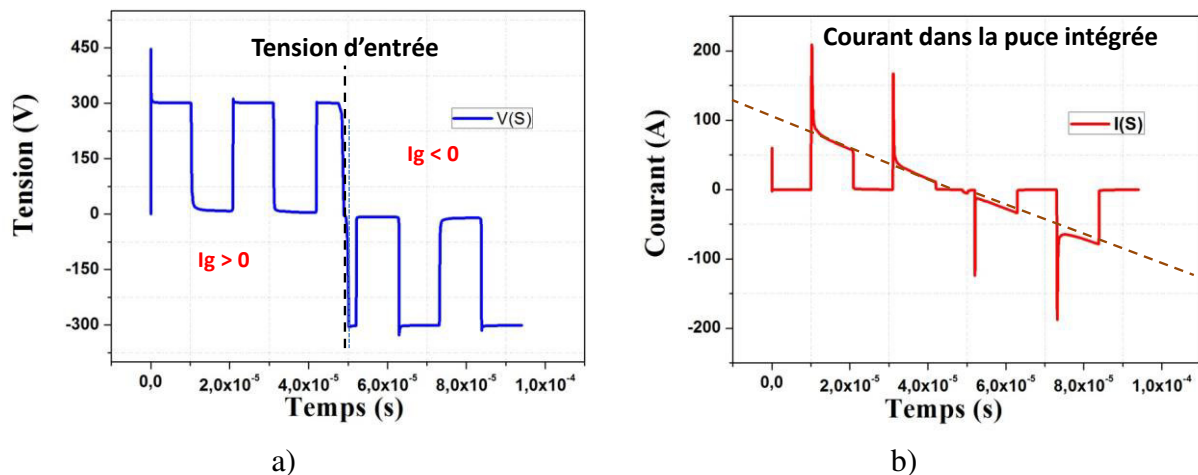 Tension d'entrée
450
300
150
0
-150
-300
Tension (V)
V(S)
Ig < 0
Ig > 0
0,0
2,0x10⁻⁵
4,0x10⁻⁵
6,0x10⁻⁵
8,0x10⁻⁵
1,0x10⁻⁴
Temps (s)
a)
Courant dans la puce intégrée
200
100
0
-100
-200
Courant (A)
I(S)
0,0
2,0x10⁻⁵
4,0x10⁻⁵
6,0x10⁻⁵
8,0x10⁻⁵
1,0x10⁻⁴
Temps (s)
b)